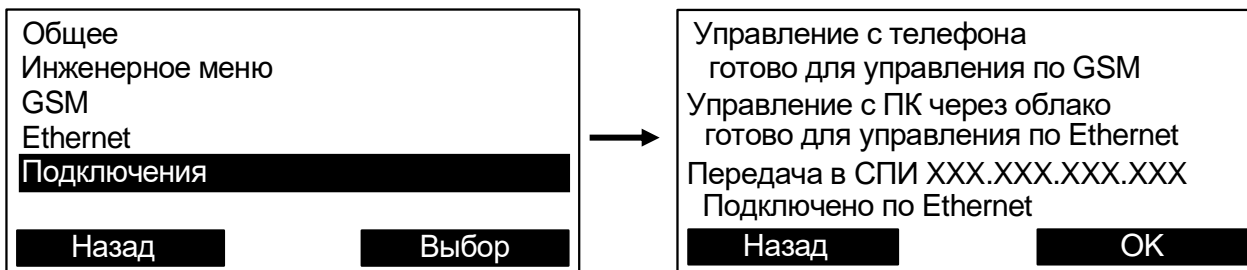 Общее
Инженерное меню
GSM
Ethernet
Подключения
Назад
Выбор
Управление с телефона
готово для управления по GSM
Управление с ПК через облако
готово для управления по Ethernet
Передача в СПИ XXX.XXX.XXX.XXX
Подключено по Ethernet
Назад
OK